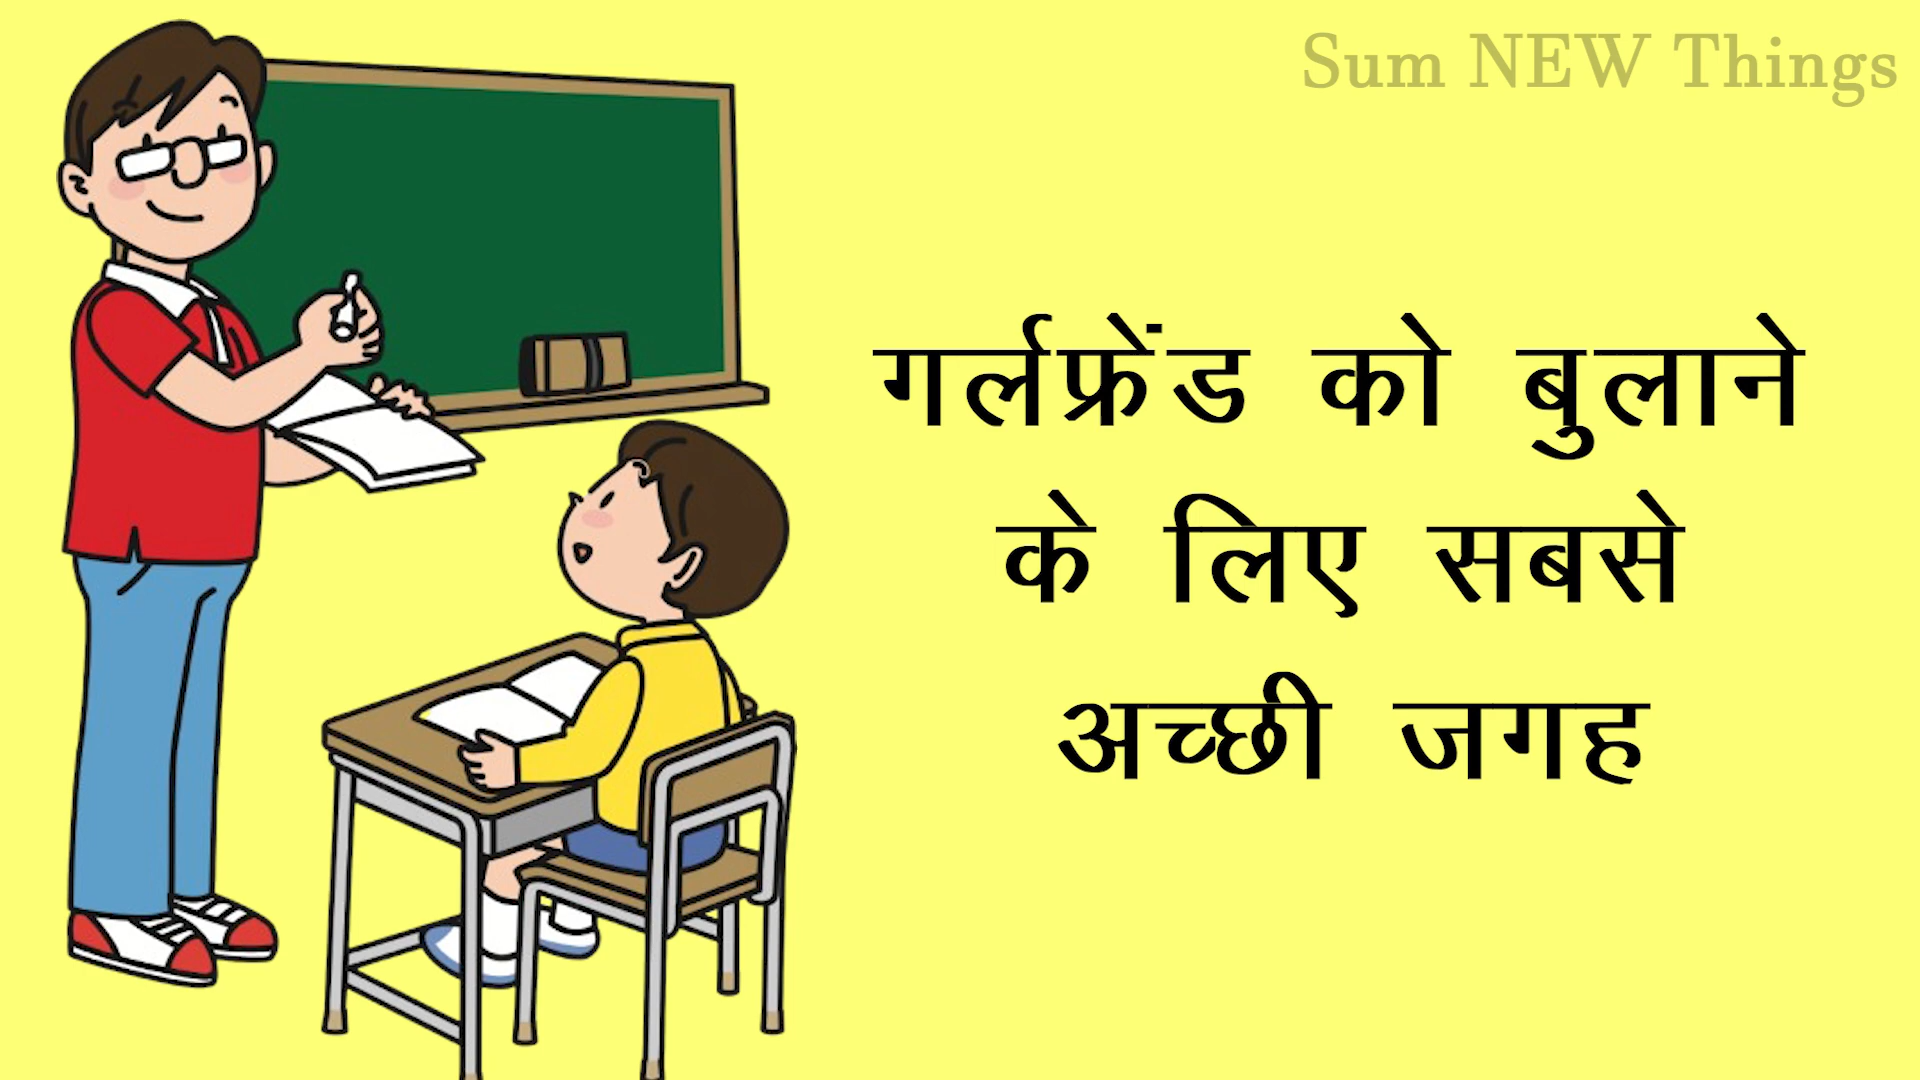 Sum NEW Things
गर्लफ्रेंड को बुलाने
के लिए सबसे
अच्छी जगह